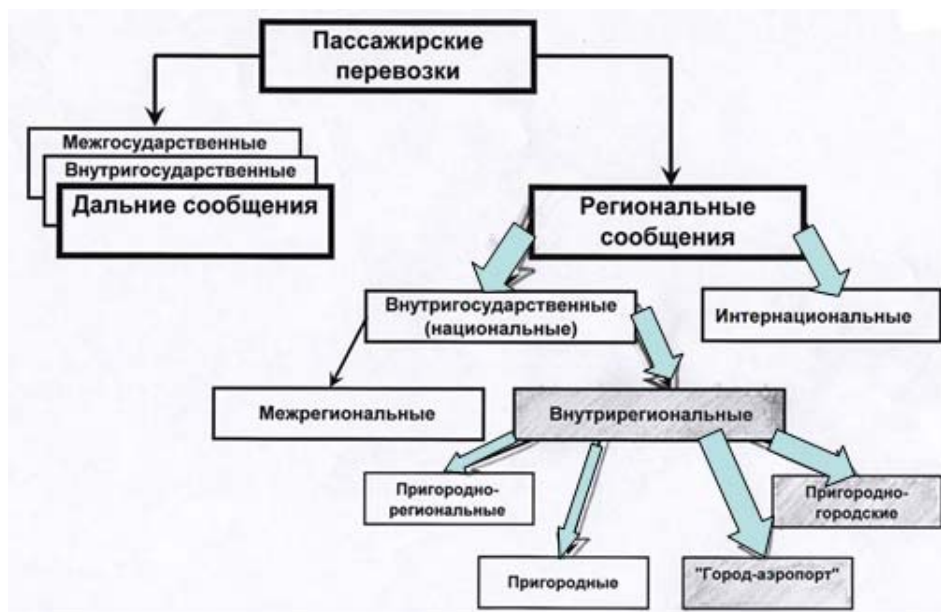 Пассажирские
перевозки
Межгосударственные
Внутригосударственные
Дальние сообщения
Региональные
сообщения
Внутригосударственные
(национальные)
Интернациональные
Межрегиональные
Внутрирегиональные
Пригородно-
региональные
Пригородно-
городские
Пригородные
"Город-аэропорт"